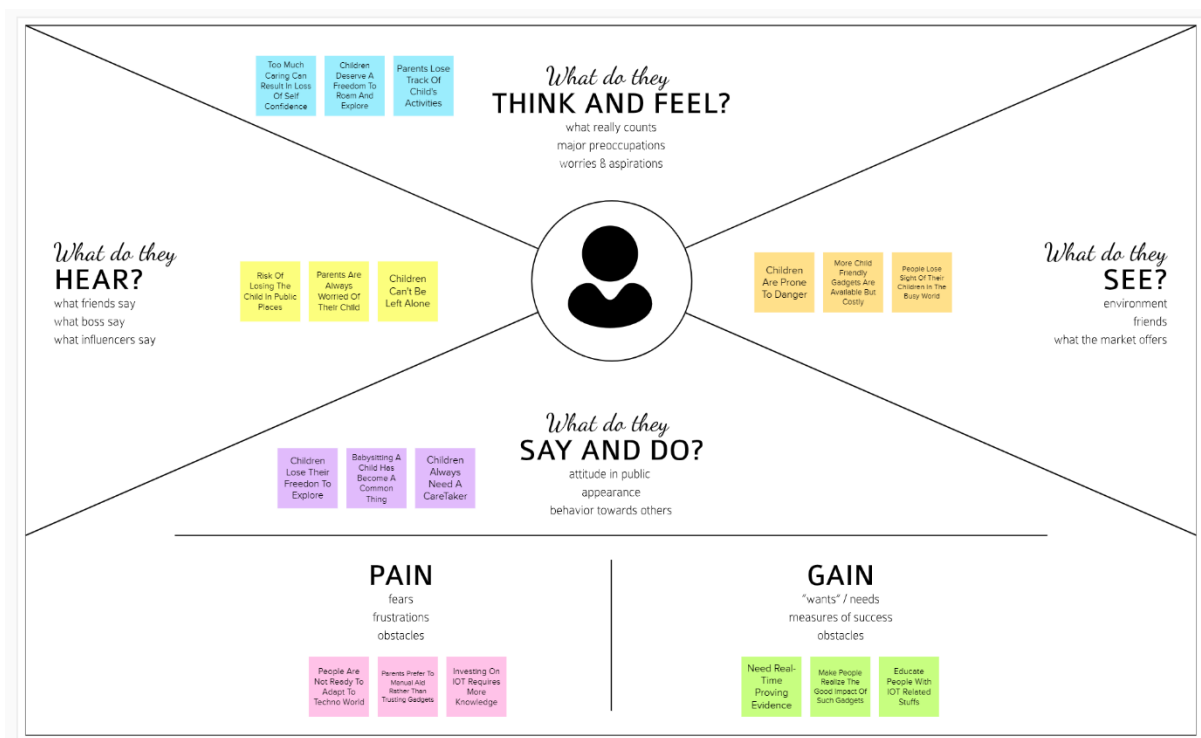 What do they
THINK AND FEEL?
what really counts
major preoccupations
worries & aspirations
Too Much
Caring Can
Result In Loss
Of Self
Confidence
Children
Deserve A
Freedom To
Roam And
Explore
Parents Lose
Track Of
Child's
Activities
What do they
HEAR?
what friends say
what boss say
what influencers say
Risk Of
Losing The
Child In Public
Places
Parents Are
Always
Worried Of
Their Child
Children
Can't Be
Left Alone
Children
Are Prone
To Danger
More Child
Friendly
Gadgets Are
Available But
Costly
People Lose
Sight Of Their
Children In The
Busy World
What do they
SEE?
environment
friends
what the market offers
What do they
SAY AND DO?
attitude in public
appearance
behavior towards others
Children
Lose Their
Freedon To
Explore
Babysitting A
Child Has
Become A
Common
Thing
Children
Always
Need A
CareTaker
PAIN
fears
frustrations
obstacles
People Are
Not Ready To
Adapt To
Techno World
Parents Prefer To
Manual Aid
Rather Than
Trusting Gadgets
Investing On
IOT Requires
More
Knowledge
GAIN
"wants" / needs
measures of success
obstacles
Need Real-
Time
Proving
Evidence
Make People
Realize The
Good Impact Of
Such Gadgets
Educate
People With
IOT Related
Stuffs